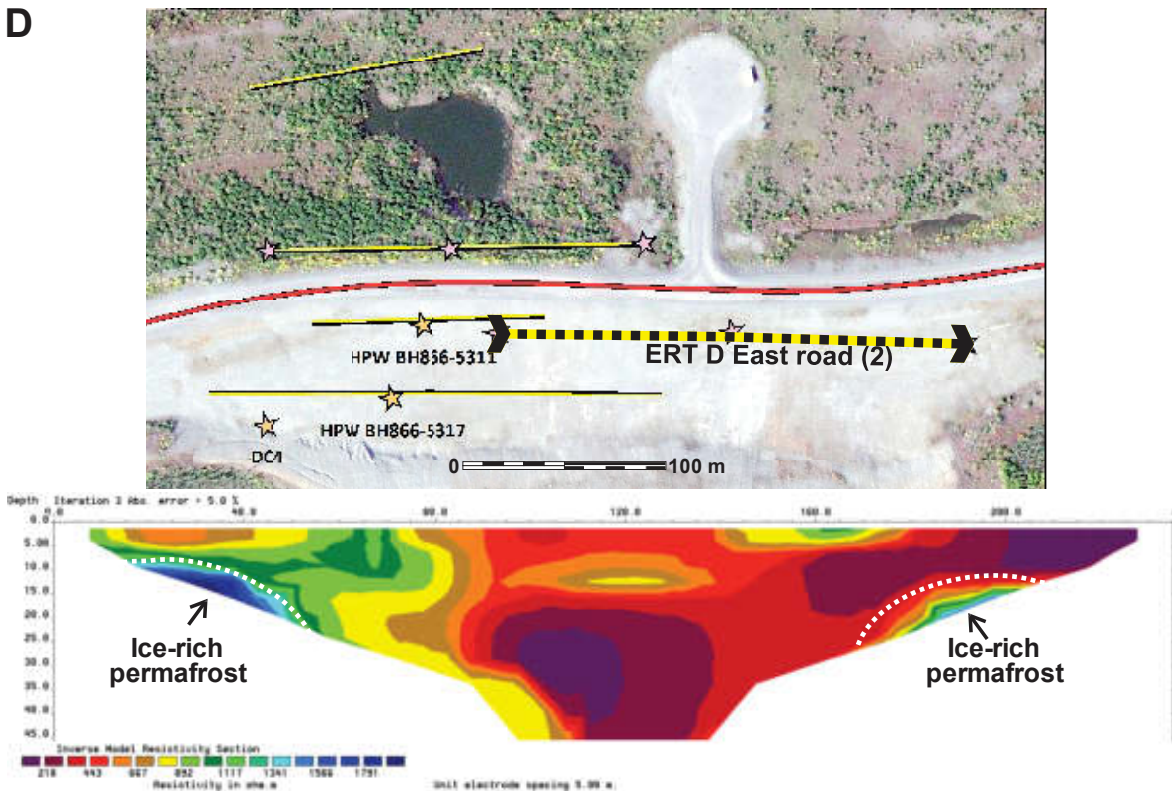 D
HPW BH856-5311
ERT D East road (2)
HPW BH866-5317
DC4
0 100 m
Depth Iteration 3 Abs. error = 5.0 %
0.0 40.0 80.0 120.0 160.0 200.0
0.0
5.00
10.0
15.0
20.0
25.0
30.0
35.0
40.0
45.0
Ice-rich
permafrost
Ice-rich
permafrost
Inverse Model Resistivity Section
218 443 667 892 1117 1341 1566 1791
Resistivity in ohm.m
Unit electrode spacing 5.00 m.